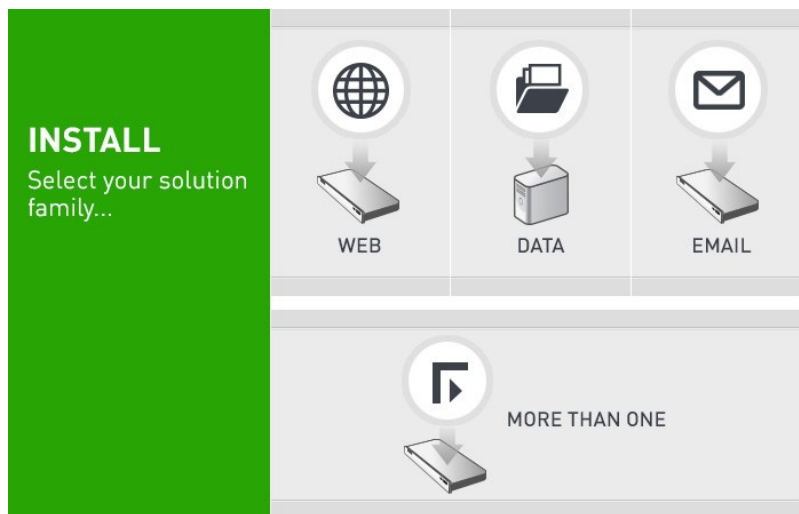 INSTALL
Select your solution
family...
WEB
DATA
EMAIL
MORE THAN ONE